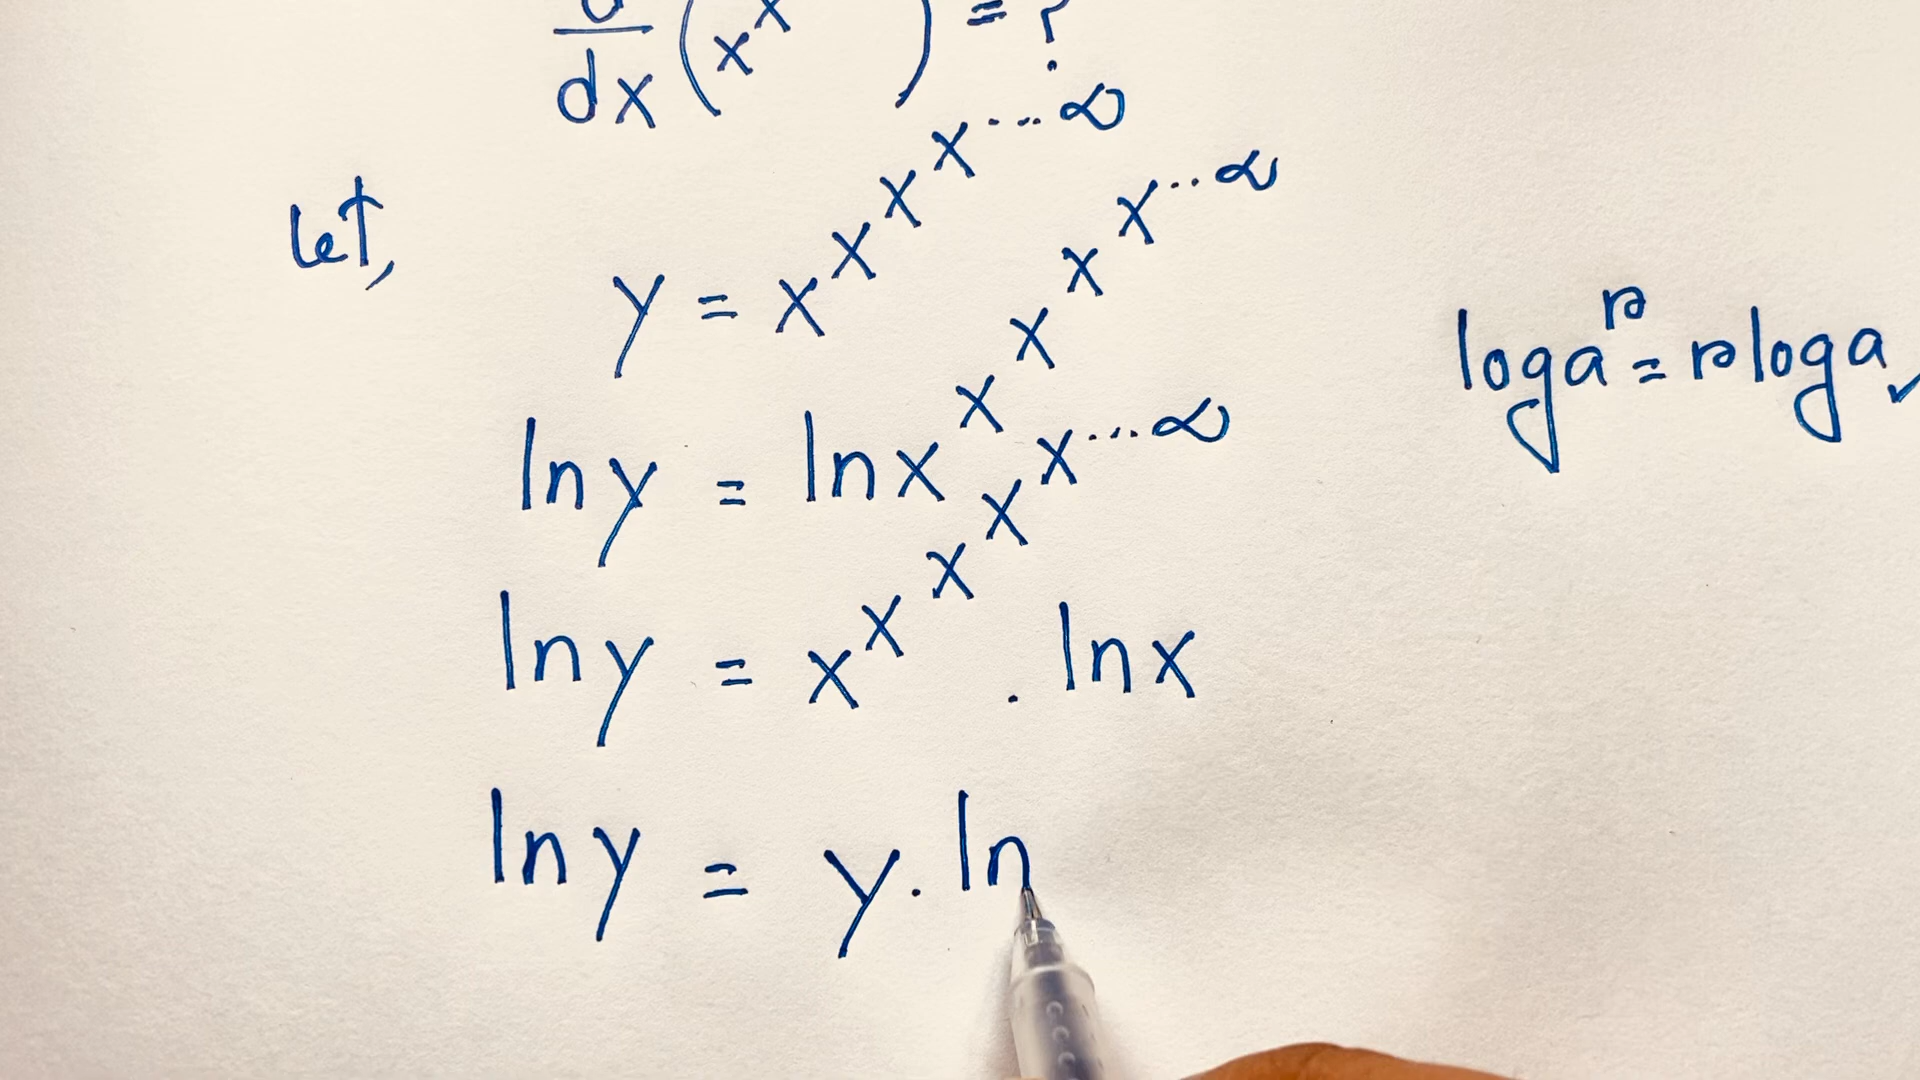 d/dx (x^x ) = ?
let,
y = x^x^x^x^...∞
ln y = ln x^x^x^x^x^...∞
log a^p = p log a ✓
ln y = x^x^x^x^x^...∞ . ln x
ln y = y . ln